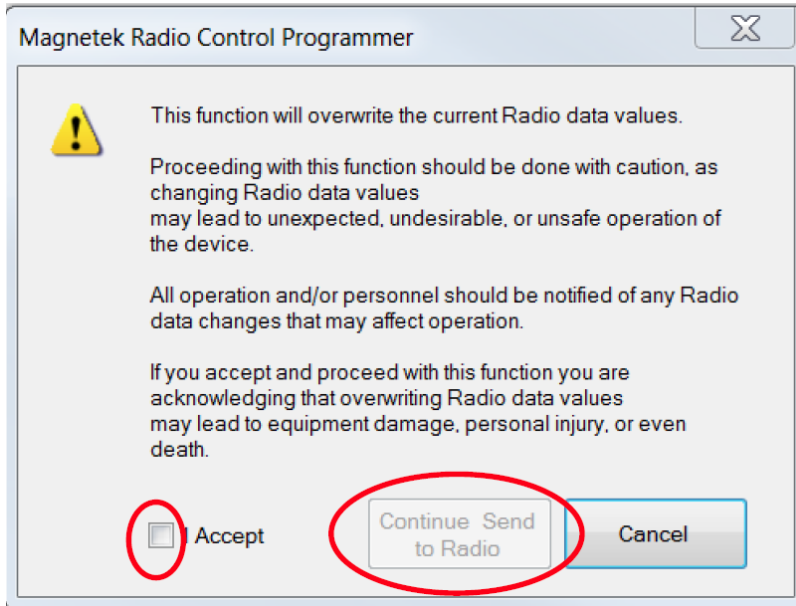 Magnetek Radio Control Programmer
This function will overwrite the current Radio data values.
Proceeding with this function should be done with caution, as
changing Radio data values
may lead to unexpected, undesirable, or unsafe operation of
the device.
All operation and/or personnel should be notified of any Radio
data changes that may affect operation.
If you accept and proceed with this function you are
acknowledging that overwriting Radio data values
may lead to equipment damage, personal injury, or even
death.
I Accept
Continue Send
to Radio
Cancel